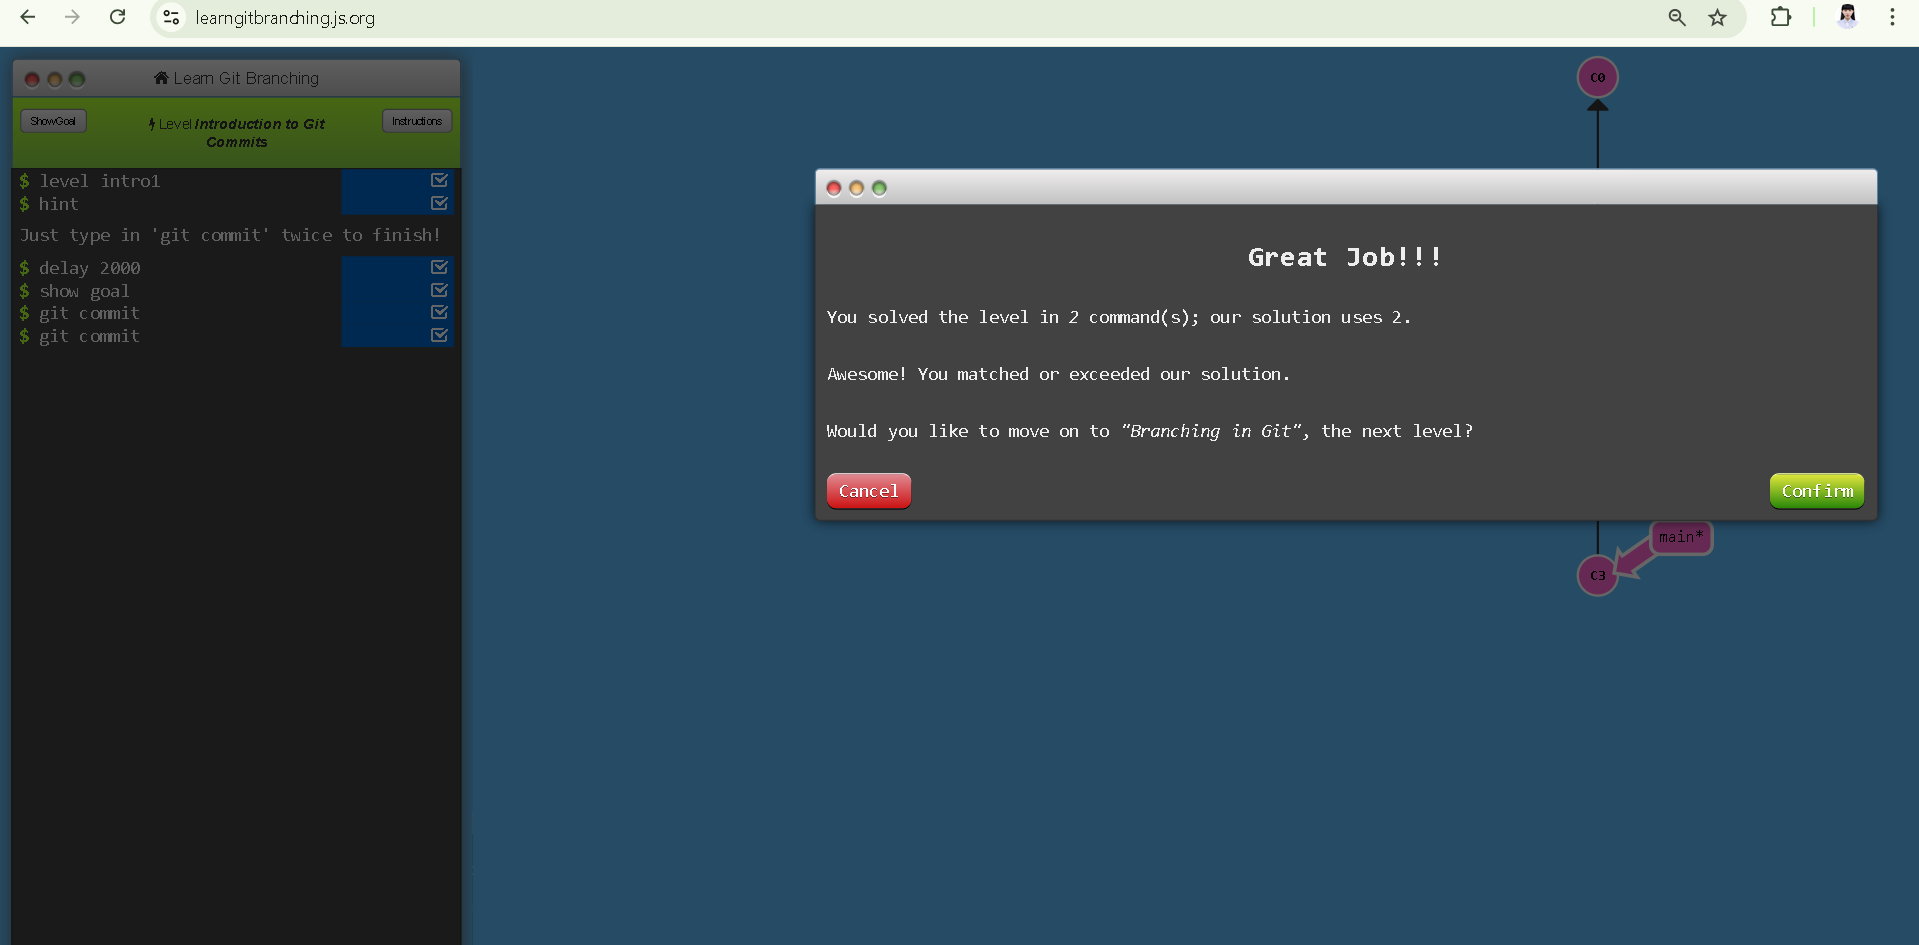 learngitbranching.js.org
Learn Git Branching
Show Goal
Level Introduction to Git
Commits
Instructions
$ level intro1
$ hint
Just type in 'git commit' twice to finish!
$ delay 2000
$ show goal
$ git commit
$ git commit
C0
Great Job!!!
You solved the level in 2 command(s); our solution uses 2.
Awesome! You matched or exceeded our solution.
Would you like to move on to "Branching in Git", the next level?
Cancel
Confirm
main*
C3